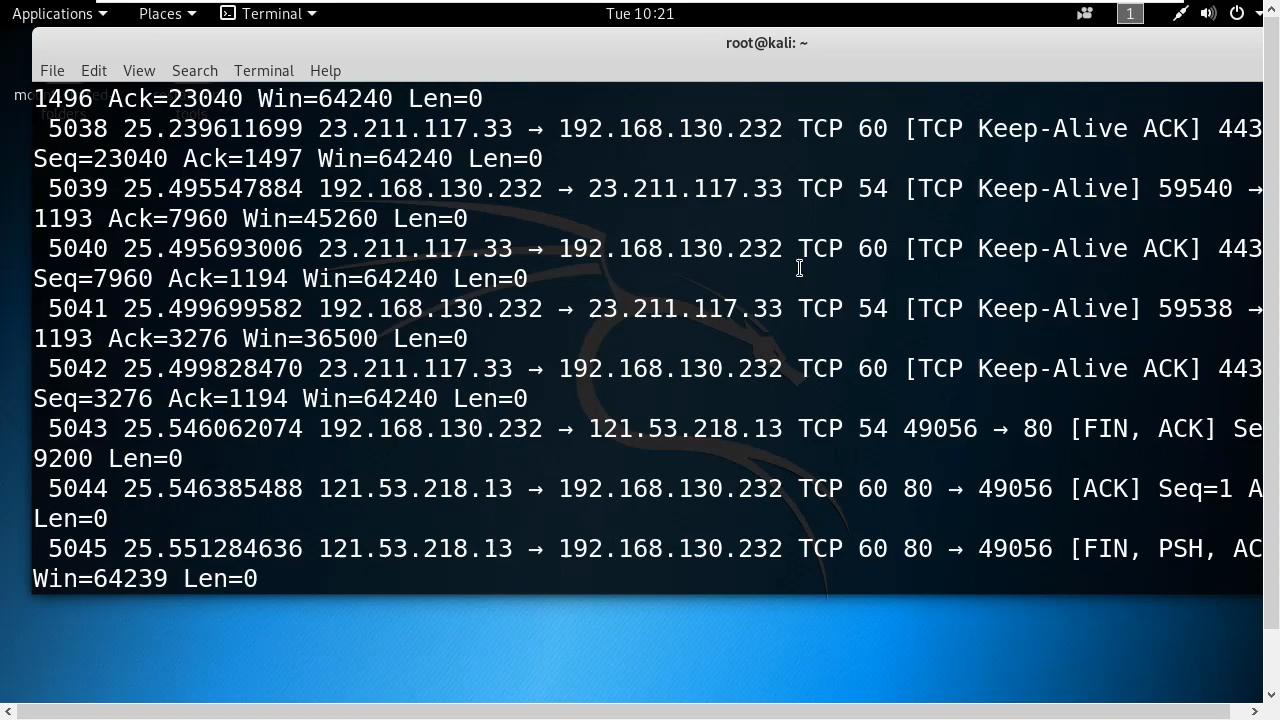 Applications Places Terminal Tue 10:21 1
root@kali: ~
File Edit View Search Terminal Help
1496 Ack=23040 Win=64240 Len=0
5038 25.239611699 23.211.117.33 → 192.168.130.232 TCP 60 [TCP Keep-Alive ACK] 443
Seq=23040 Ack=1497 Win=64240 Len=0
5039 25.495547884 192.168.130.232 → 23.211.117.33 TCP 54 [TCP Keep-Alive] 59540 →
1193 Ack=7960 Win=45260 Len=0
5040 25.495693006 23.211.117.33 → 192.168.130.232 TCP 60 [TCP Keep-Alive ACK] 443
Seq=7960 Ack=1194 Win=64240 Len=0
5041 25.499699582 192.168.130.232 → 23.211.117.33 TCP 54 [TCP Keep-Alive] 59538 →
1193 Ack=3276 Win=36500 Len=0
5042 25.499828470 23.211.117.33 → 192.168.130.232 TCP 60 [TCP Keep-Alive ACK] 443
Seq=3276 Ack=1194 Win=64240 Len=0
5043 25.546062074 192.168.130.232 → 121.53.218.13 TCP 54 49056 → 80 [FIN, ACK] Se
9200 Len=0
5044 25.546385488 121.53.218.13 → 192.168.130.232 TCP 60 80 → 49056 [ACK] Seq=1 A
Len=0
5045 25.551284636 121.53.218.13 → 192.168.130.232 TCP 60 80 → 49056 [FIN, PSH, AC
Win=64239 Len=0